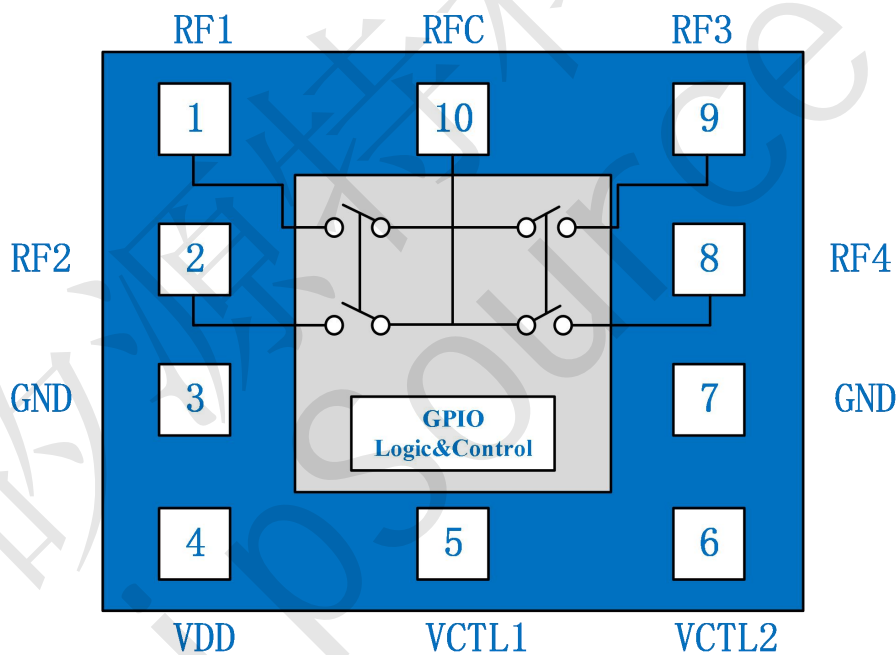 RF1 RFC RF3
1 10 9
RF2 2 8 RF4
GND 3 7 GND
GPIO
Logic&Control
4 5 6
VDD VCTL1 VCTL2
ipSource